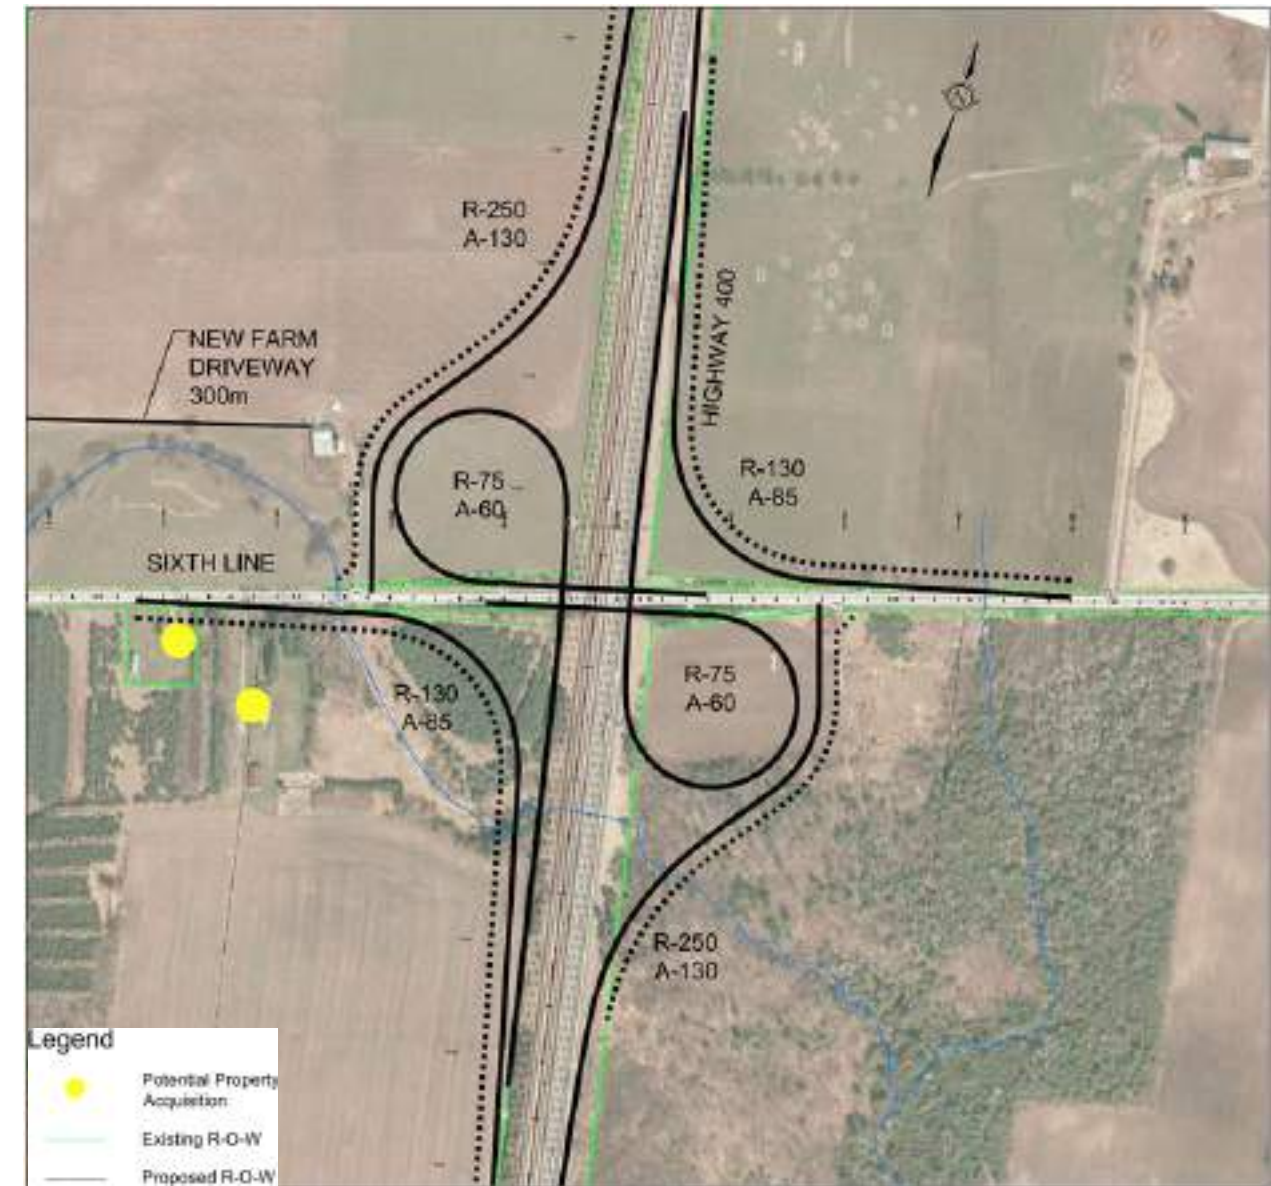 R-250
A-130
HIGHWAY 400
NEW FARM
DRIVEWAY
300m
R-75
A-60
R-130
A-85
SIXTH LINE
R-130
A-85
R-75
A-60
R-250
A-130
Legend
Potential Property
Acquisition
Existing R-O-W
Proposed R-O-W